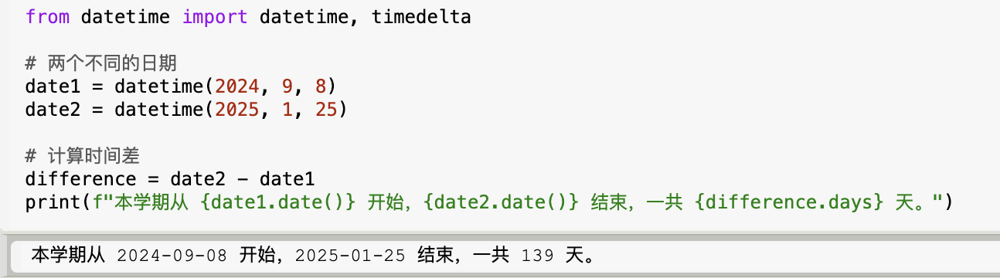 from datetime import datetime, timedelta
# 两个不同的日期
date1 = datetime(2024, 9, 8)
date2 = datetime(2025, 1, 25)
# 计算时间差
difference = date2 - date1
print(f"本学期从 {date1.date()} 开始，{date2.date()} 结束，一共 {difference.days} 天。")
本学期从 2024-09-08 开始，2025-01-25 结束，一共 139 天。